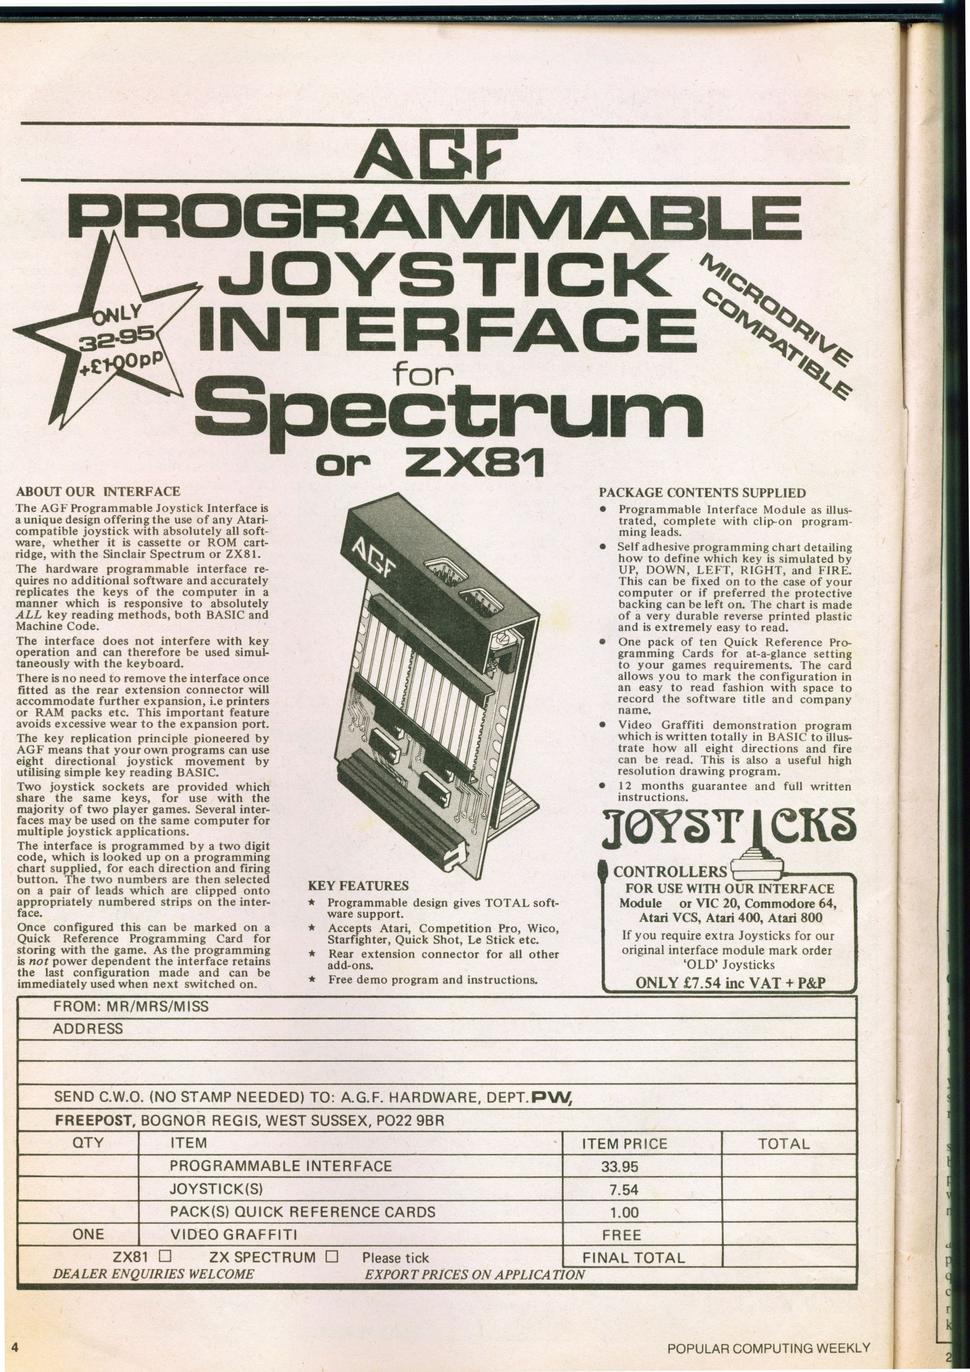 AGF
PROGRAMMABLE
JOYSTICK
INTERFACE
for
Spectrum
or ZX81
ONLY
32-95
+£1·00pp
MICRODRIVE
COMPATIBLE
ABOUT OUR INTERFACE
The AGF Programmable Joystick Interface is
a unique design offering the use of any Atari-
compatible joystick with absolutely all soft-
ware, whether it is cassette or ROM cart-
ridge, with the Sinclair Spectrum or ZX81.
The hardware programmable interface re-
quires no additional software and accurately
replicates the keys of the computer in a
manner which is responsive to absolutely
ALL key reading methods, both BASIC and
Machine Code.
The interface does not interfere with key
operation and can therefore be used simul-
taneously with the keyboard.
There is no need to remove the interface once
fitted as the rear extension connector will
accommodate further expansion, i.e printers
or RAM packs etc. This important feature
avoids excessive wear to the expansion port.
The key replication principle pioneered by
AGF means that your own programs can use
eight directional joystick movement by
utilising simple key reading BASIC.
Two joystick sockets are provided which
share the same keys, for use with the
majority of two player games. Several inter-
faces may be used on the same computer for
multiple joystick applications.
The interface is programmed by a two digit
code, which is looked up on a programming
chart supplied, for each direction and firing
button. The two numbers are then selected
on a pair of leads which are clipped onto
appropriately numbered strips on the inter-
face.
Once configured this can be marked on a
Quick Reference Programming Card for
storing with the game. As the programming
is not power dependent the interface retains
the last configuration made and can be
immediately used when next switched on.
AGF
KEY FEATURES
★ Programmable design gives TOTAL soft-
ware support.
★ Accepts Atari, Competition Pro, Wico,
Starfighter, Quick Shot, Le Stick etc.
★ Rear extension connector for all other
add-ons.
★ Free demo program and instructions.
PACKAGE CONTENTS SUPPLIED
● Programmable Interface Module as illus-
trated, complete with clip-on program-
ming leads.
● Self adhesive programming chart detailing
how to define which key is simulated by
UP, DOWN, LEFT, RIGHT, and FIRE.
This can be fixed on to the case of your
computer or if preferred the protective
backing can be left on. The chart is made
of a very durable reverse printed plastic
and is extremely easy to read.
● One pack of ten Quick Reference Pro-
gramming Cards for at-a-glance setting
to your games requirements. The card
allows you to mark the configuration in
an easy to read fashion with space to
record the software title and company
name.
● Video Graffiti demonstration program
which is written totally in BASIC to illus-
trate how all eight directions and fire
can be read. This is also a useful high
resolution drawing program.
● 12 months guarantee and full written
instructions.
JOYSTICKS
CONTROLLERS
FOR USE WITH OUR INTERFACE
Module or VIC 20, Commodore 64,
Atari VCS, Atari 400, Atari 800
If you require extra Joysticks for our
original interface module mark order
'OLD' Joysticks
ONLY £7.54 inc VAT + P&P
FROM: MR/MRS/MISS
ADDRESS
SEND C.W.O. (NO STAMP NEEDED) TO: A.G.F. HARDWARE, DEPT. PW,
FREEPOST, BOGNOR REGIS, WEST SUSSEX, PO22 9BR
QTY ITEM ITEM PRICE TOTAL
PROGRAMMABLE INTERFACE 33.95
JOYSTICK(S) 7.54
PACK(S) QUICK REFERENCE CARDS 1.00
ONE VIDEO GRAFFITI FREE
ZX81 □ ZX SPECTRUM □ Please tick FINAL TOTAL
DEALER ENQUIRIES WELCOME EXPORT PRICES ON APPLICATION
4 POPULAR COMPUTING WEEKLY